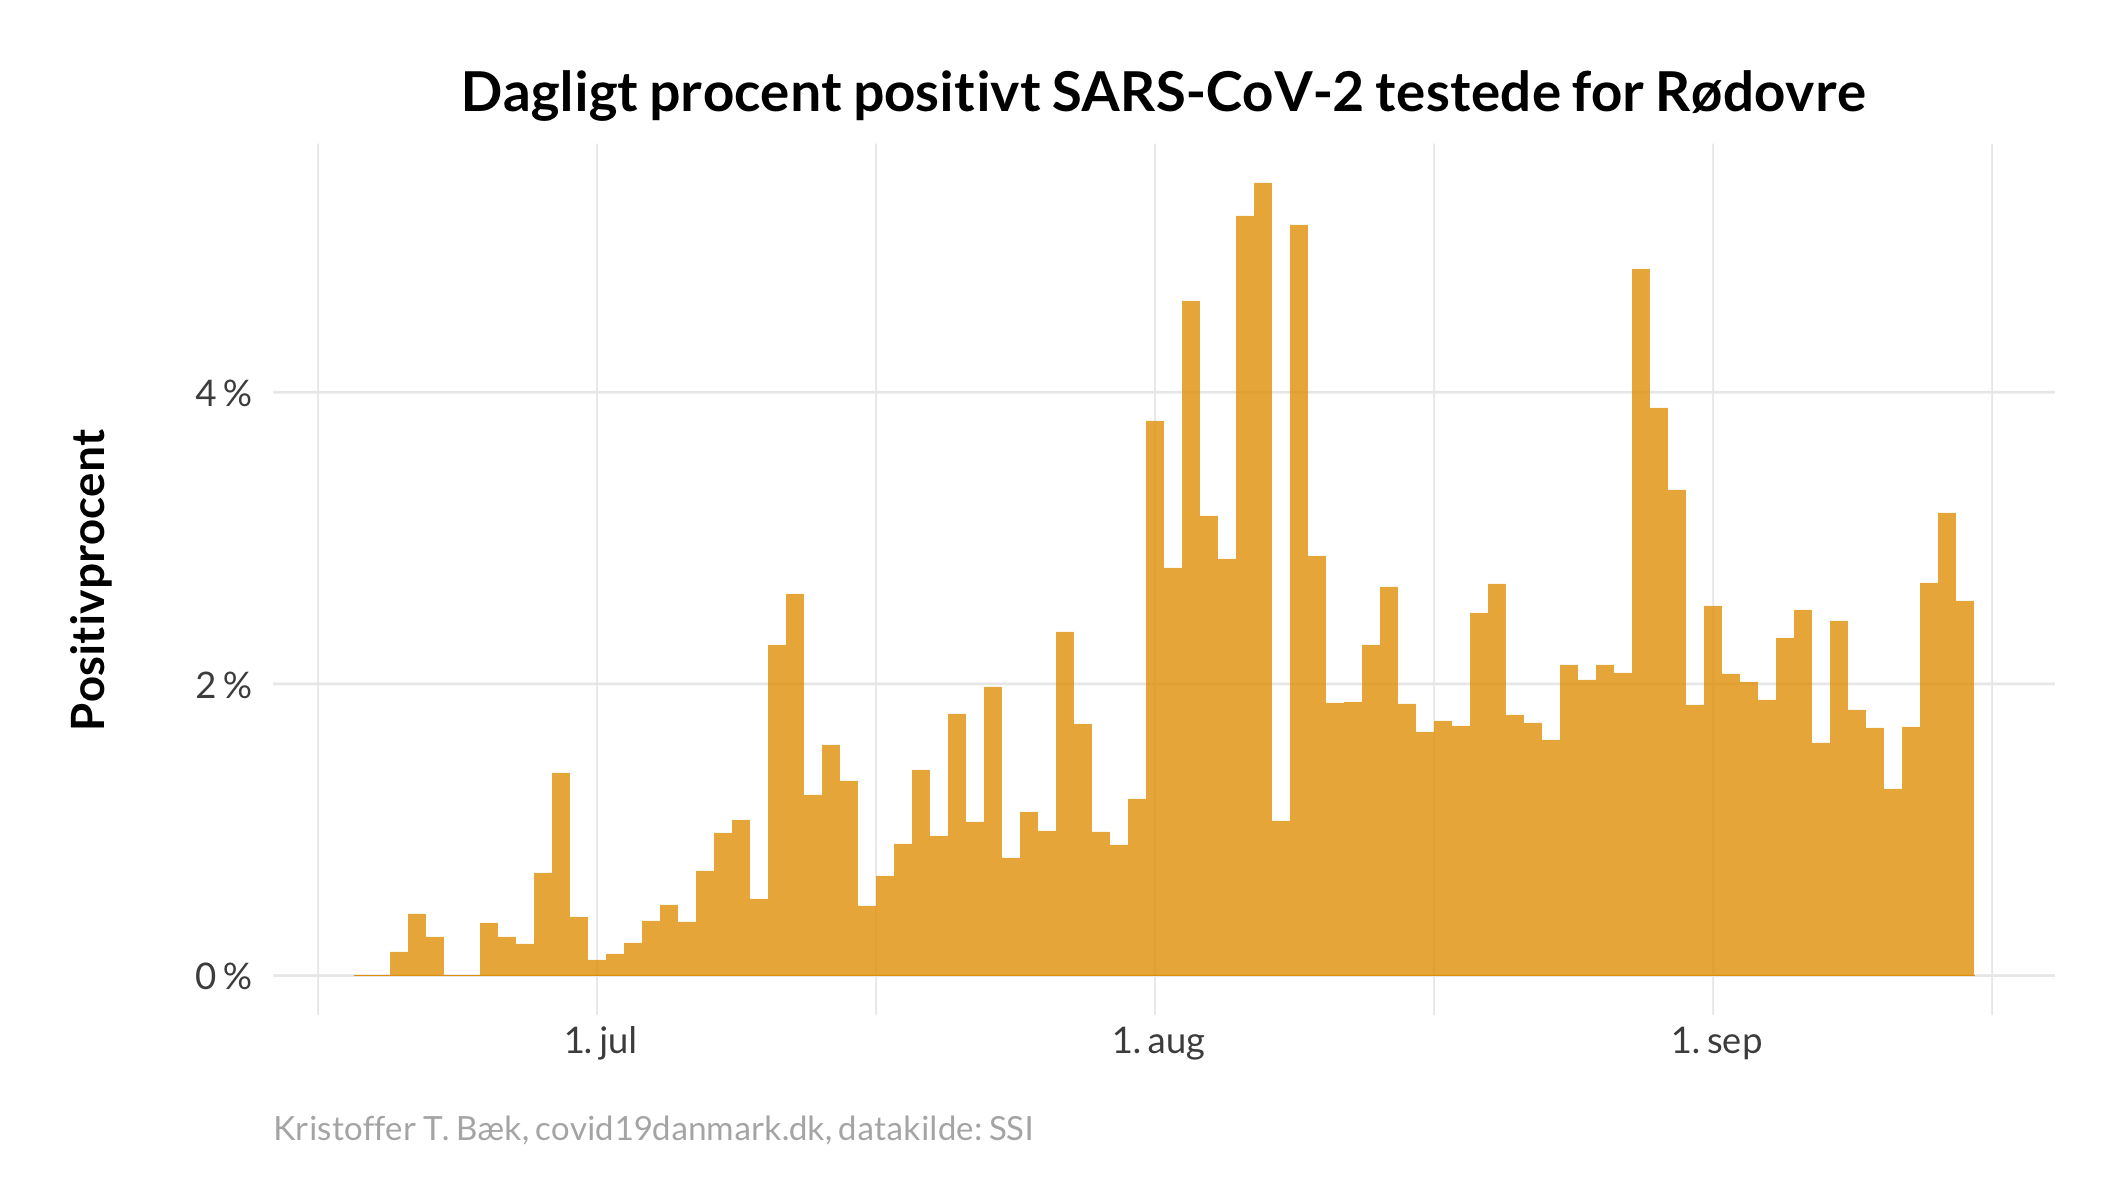 Dagligt procent positivt SARS-CoV-2 testede for Rødovre
Positivprocent
4 %
2 %
0 %
1. jul
1. aug
1. sep
Kristoffer T. Bæk, covid19danmark.dk, datakilde: SSI